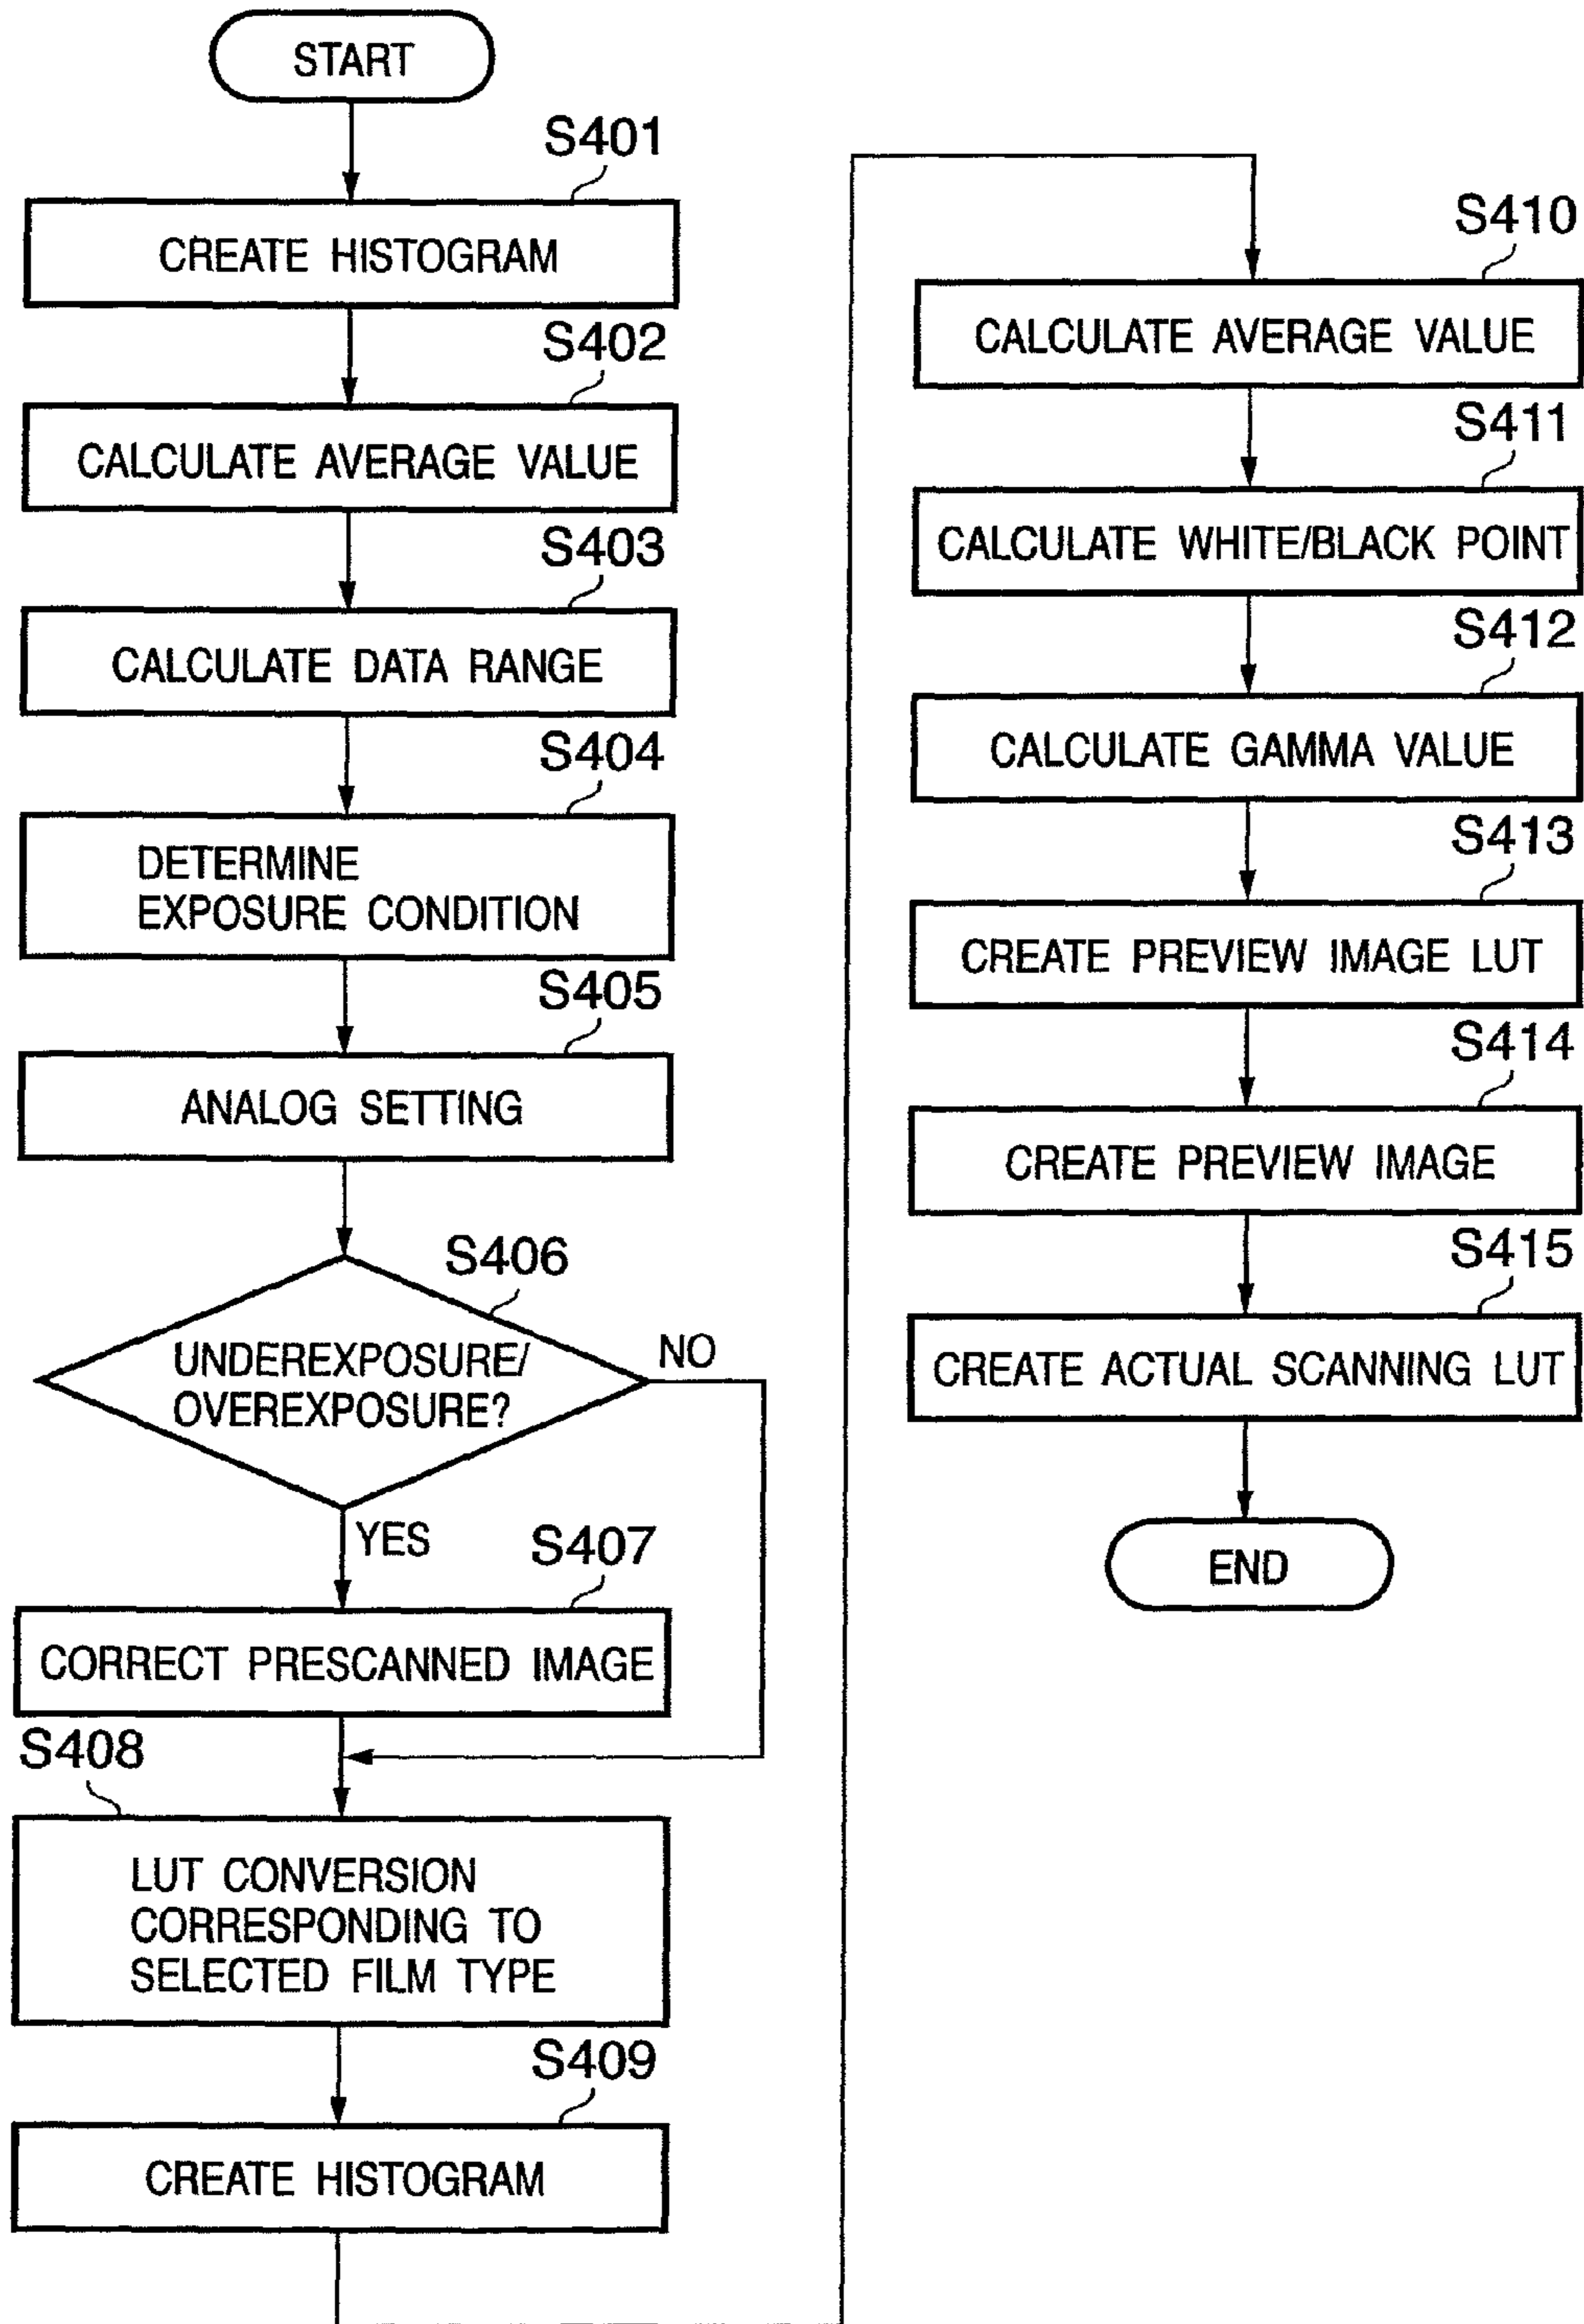 START
S401
CREATE HISTOGRAM
S402
CALCULATE AVERAGE VALUE
S403
CALCULATE DATA RANGE
S404
DETERMINE
EXPOSURE CONDITION
S405
ANALOG SETTING
S406
UNDEREXPOSURE/
OVEREXPOSURE?
NO
YES
S407
CORRECT PRESCANNED IMAGE
S408
LUT CONVERSION
CORRESPONDING TO
SELECTED FILM TYPE
S409
CREATE HISTOGRAM
S410
CALCULATE AVERAGE VALUE
S411
CALCULATE WHITE/BLACK POINT
S412
CALCULATE GAMMA VALUE
S413
CREATE PREVIEW IMAGE LUT
S414
CREATE PREVIEW IMAGE
S415
CREATE ACTUAL SCANNING LUT
END